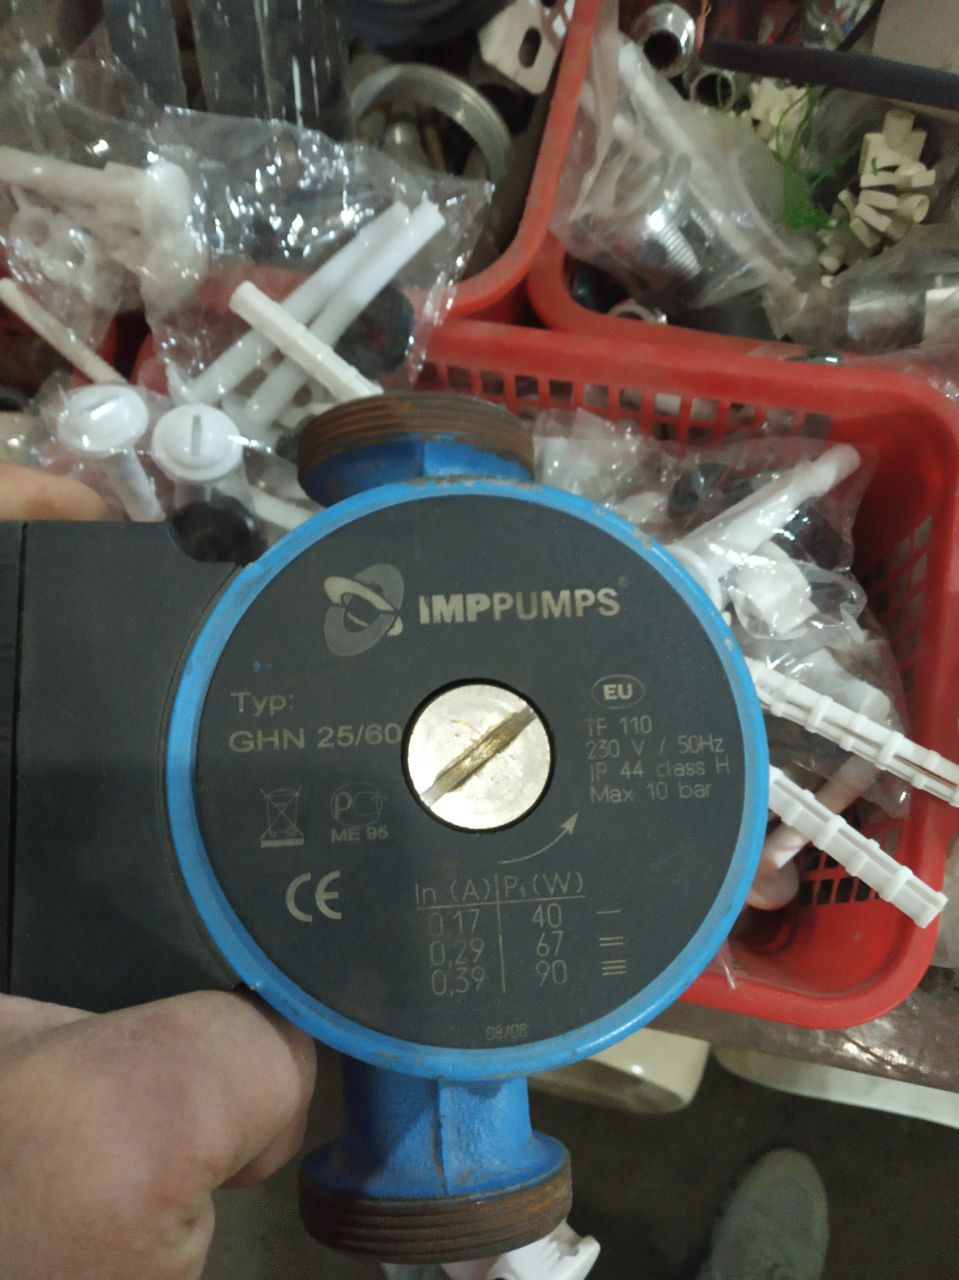 IMPPUMPS®
Typ:
GHN 25/60
EU
TF 110
230 V / 50Hz
IP 44 class H
Max 10 bar
PCT
ME 95
CE
In (A) P₁(W)
0,17 40
0,29 67
0,39 90
08/08